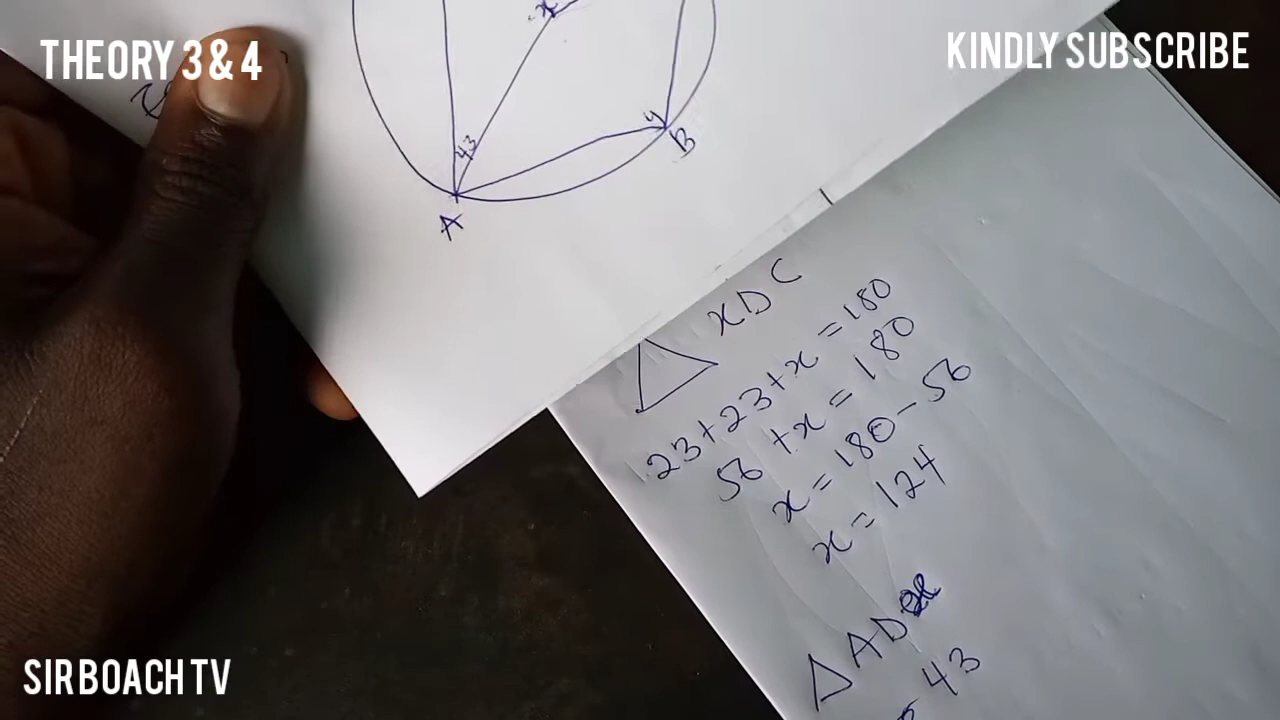 THEORY 3 & 4
KINDLY SUBSCRIBE
x
43
y
B
A
XDC
23+23+x=180
56+x=180
x=180-56
x=124
ΔAD
43
SIR BOACH TV